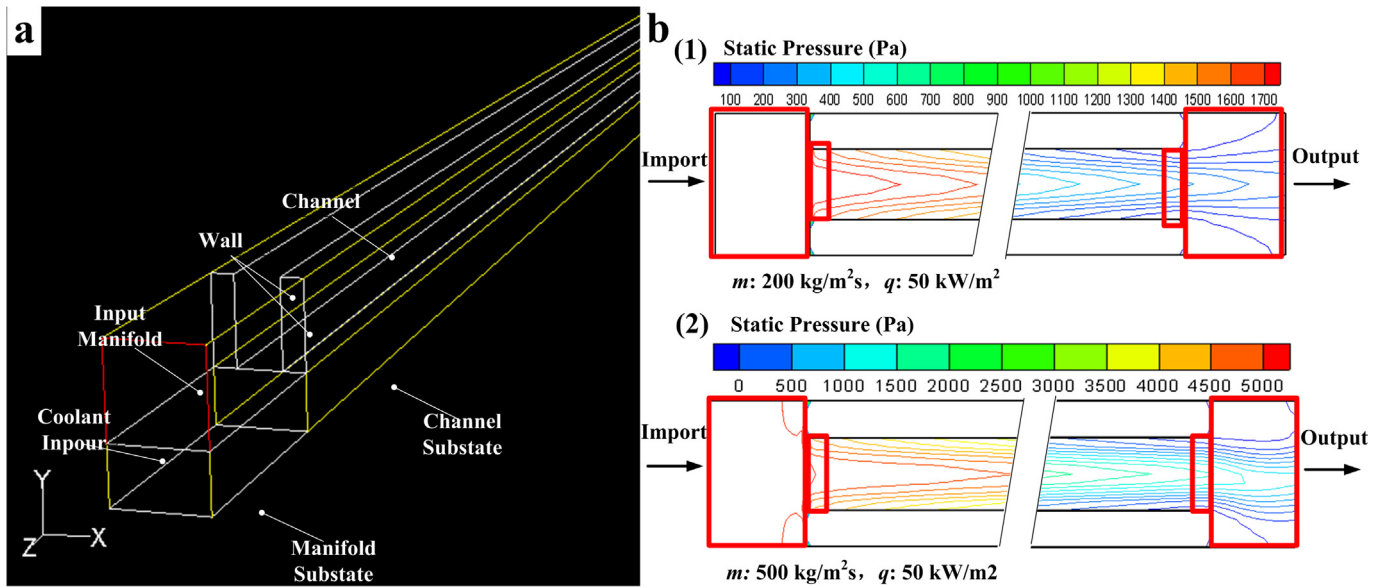 a
Channel
Wall
Input
Manifold
Coolant
Inpour
Channel
Substate
Manifold
Substate
Y
Z
X
b
(1)
Static Pressure (Pa)
100 200 300 400 500 600 700 800 900 1000 1100 1200 1300 1400 1500 1600 1700
Import
Output
m: 200 kg/m²s, q: 50 kW/m²
(2)
Static Pressure (Pa)
0 500 1000 1500 2000 2500 3000 3500 4000 4500 5000
Import
Output
m: 500 kg/m²s, q: 50 kW/m2